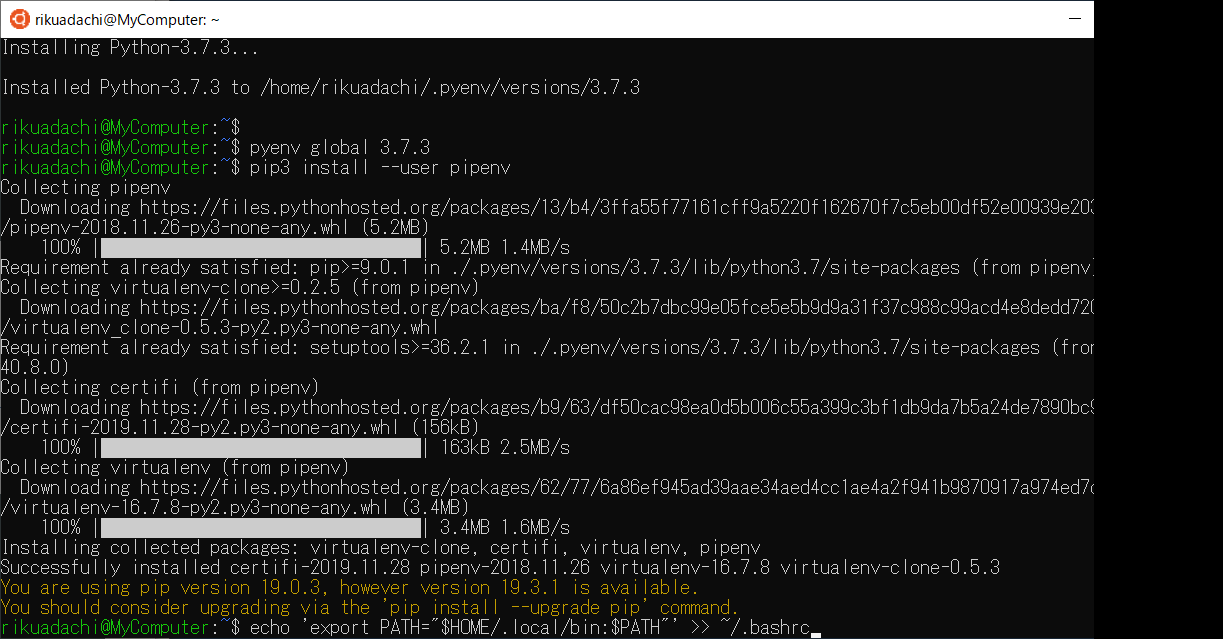 rikuadachi@MyComputer: ~
Installing Python-3.7.3...
Installed Python-3.7.3 to /home/rikuadachi/.pyenv/versions/3.7.3
rikuadachi@MyComputer:~$
rikuadachi@MyComputer:~$ pyenv global 3.7.3
rikuadachi@MyComputer:~$ pip3 install --user pipenv
Collecting pipenv
Downloading https://files.pythonhosted.org/packages/13/b4/3ffa55f77161cff9a5220f162670f7c5eb00df52e00939e203
/pipenv-2018.11.26-py3-none-any.whl (5.2MB)
100% |████████████████████████████████| 5.2MB 1.4MB/s
Requirement already satisfied: pip>=9.0.1 in ./.pyenv/versions/3.7.3/lib/python3.7/site-packages (from pipenv)
Collecting virtualenv-clone>=0.2.5 (from pipenv)
Downloading https://files.pythonhosted.org/packages/ba/f8/50c2b7dbc99e05fce5e5b9d9a31f37c988c99acd4e8dedd720
/virtualenv_clone-0.5.3-py2.py3-none-any.whl
Requirement already satisfied: setuptools>=36.2.1 in ./.pyenv/versions/3.7.3/lib/python3.7/site-packages (from
40.8.0)
Collecting certifi (from pipenv)
Downloading https://files.pythonhosted.org/packages/b9/63/df50cac98ea0d5b006c55a399c3bf1db9da7b5a24de7890bc9
/certifi-2019.11.28-py2.py3-none-any.whl (156kB)
100% |████████████████████████████████| 163kB 2.5MB/s
Collecting virtualenv (from pipenv)
Downloading https://files.pythonhosted.org/packages/62/77/6a86ef945ad39aae34aed4cc1ae4a2f941b9870917a974ed7c
/virtualenv-16.7.8-py2.py3-none-any.whl (3.4MB)
100% |████████████████████████████████| 3.4MB 1.6MB/s
Installing collected packages: virtualenv-clone, certifi, virtualenv, pipenv
Successfully installed certifi-2019.11.28 pipenv-2018.11.26 virtualenv-16.7.8 virtualenv-clone-0.5.3
You are using pip version 19.0.3, however version 19.3.1 is available.
You should consider upgrading via the 'pip install --upgrade pip' command.
rikuadachi@MyComputer:~$ echo 'export PATH="$HOME/.local/bin:$PATH"' >> ~/.bashrc